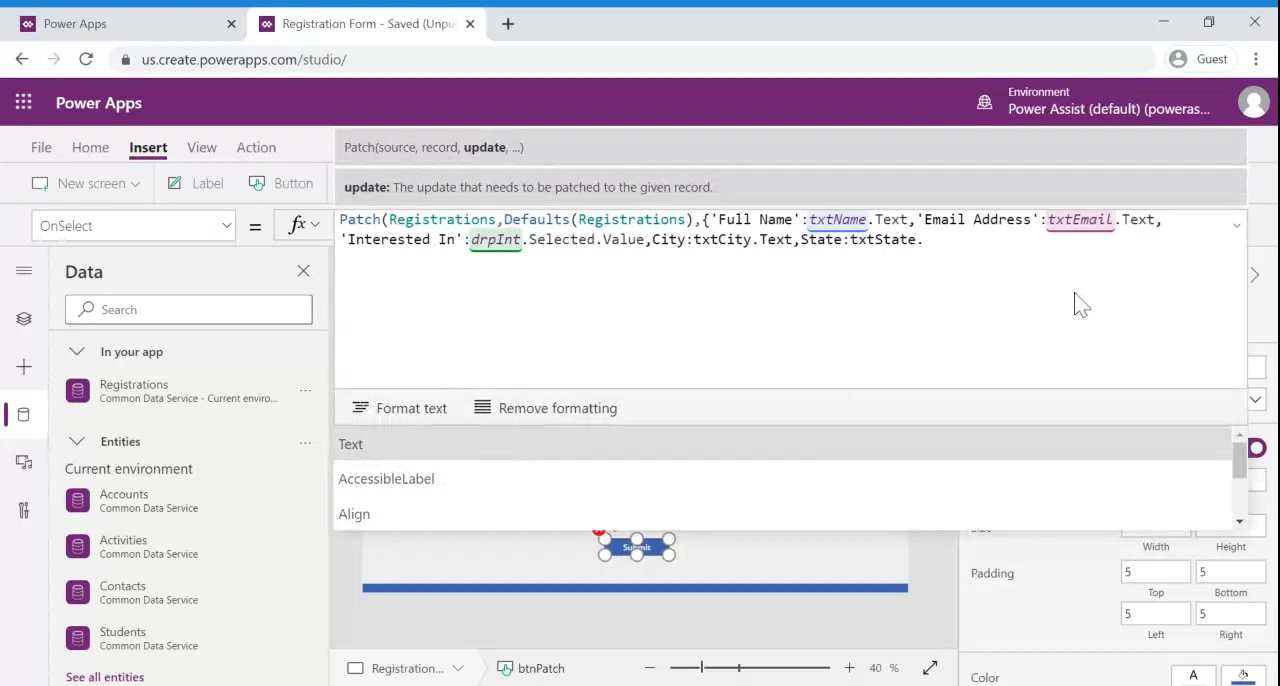 Power Apps
Registration Form - Saved (Unpu
us.create.powerapps.com/studio/
Guest
Power Apps
Environment
Power Assist (default) (poweras...
File Home Insert View Action
New screen Label Button
Patch(source, record, update, ...)
update: The update that needs to be patched to the given record.
OnSelect = fx
Patch(Registrations,Defaults(Registrations),{'Full Name':txtName.Text,'Email Address':txtEmail.Text,
'Interested In':drpInt.Selected.Value,City:txtCity.Text,State:txtState.
Data
Search
In your app
Registrations
Common Data Service - Current enviro...
Entities
Current environment
Accounts
Common Data Service
Activities
Common Data Service
Contacts
Common Data Service
Students
Common Data Service
See all entities
Format text Remove formatting
Text
AccessibleLabel
Align
Submit
Width Height
Padding 5 5
Top Bottom
5 5
Left Right
Color A
Registration... btnPatch 40 %